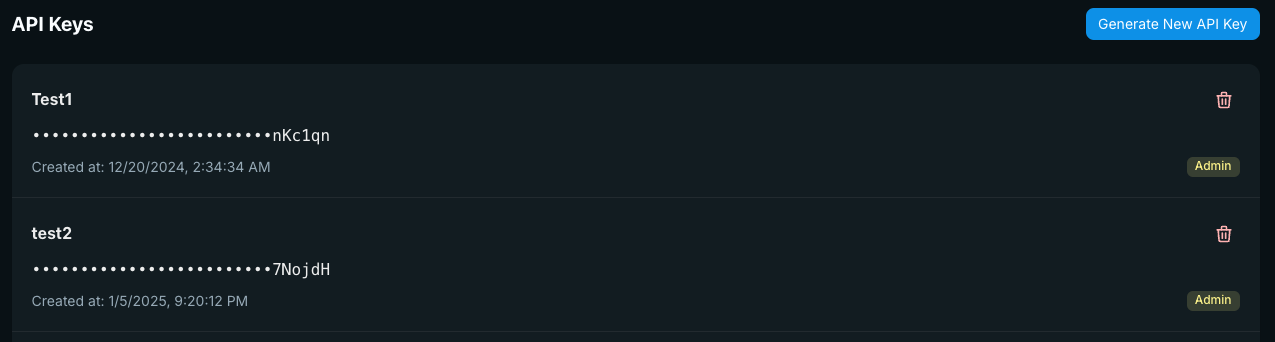 API Keys
Generate New API Key
Test1
•••••••••••••••••••••••••nKc1qn
Created at: 12/20/2024, 2:34:34 AM
Admin
test2
•••••••••••••••••••••••••7NojdH
Created at: 1/5/2025, 9:20:12 PM
Admin